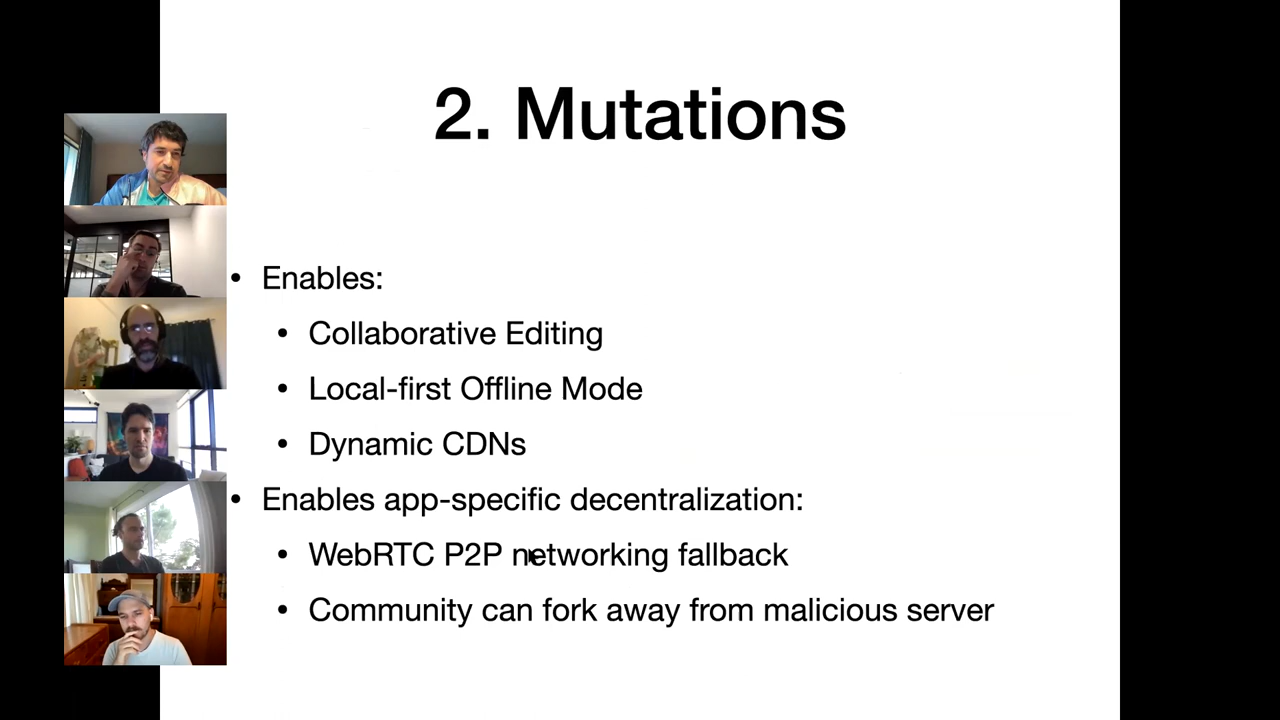 2. Mutations
• Enables:
• Collaborative Editing
• Local-first Offline Mode
• Dynamic CDNs
• Enables app-specific decentralization:
• WebRTC P2P networking fallback
• Community can fork away from malicious server